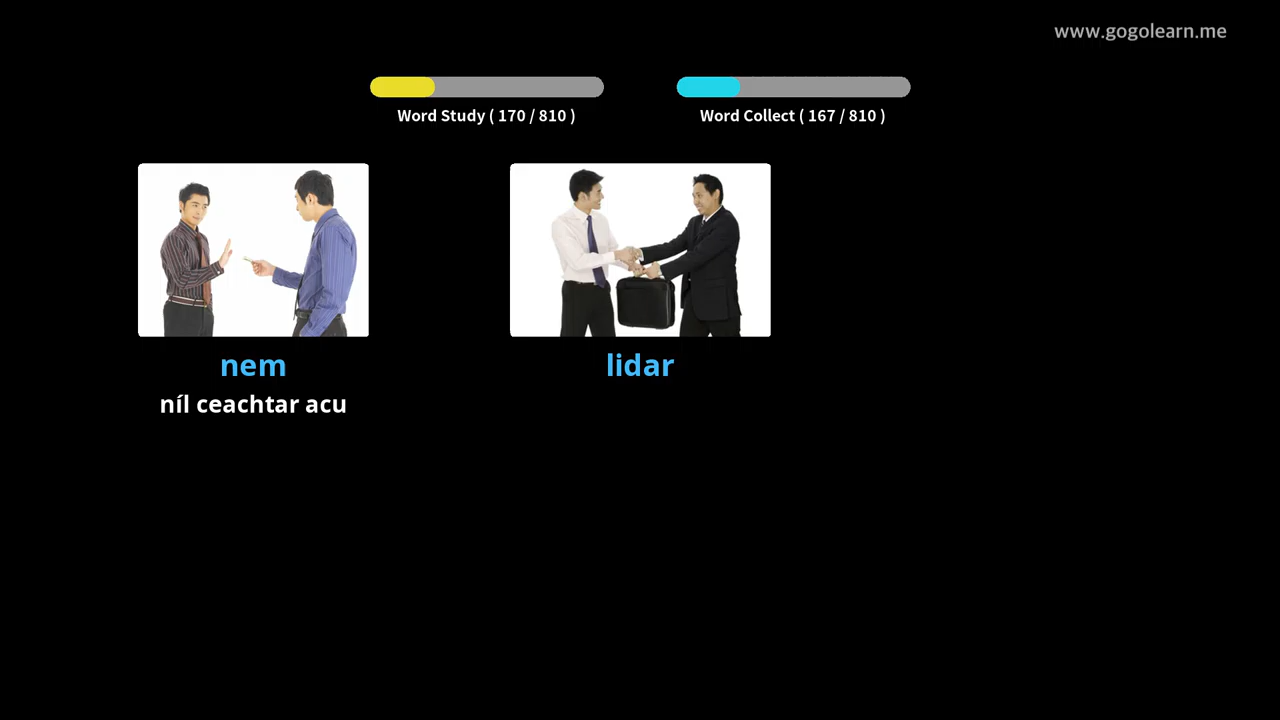 www.gogolearn.me
Word Study ( 170 / 810 )
Word Collect ( 167 / 810 )
nem
níl ceachtar acu
lidar